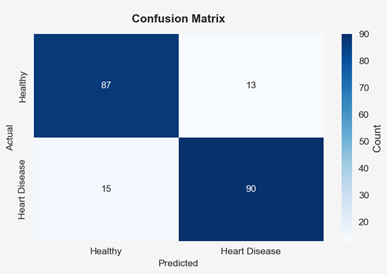 Confusion Matrix
Actual
Healthy
87
13
Heart Disease
15
90
Healthy
Heart Disease
Predicted
90
80
70
60
50
40
30
20
Count